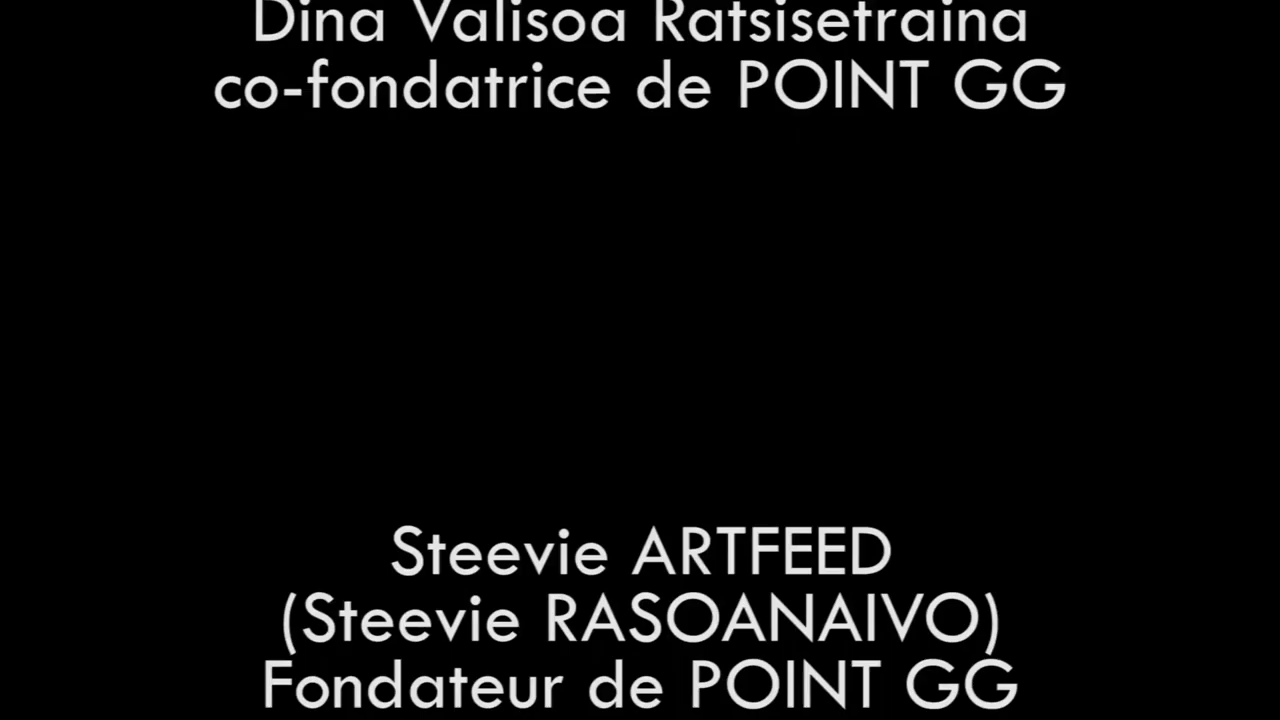 Dina Valisoa Ratsisetraina
co-fondatrice de POINT GG
Steevie ARTFEED
(Steevie RASOANAIVO)
Fondateur de POINT GG